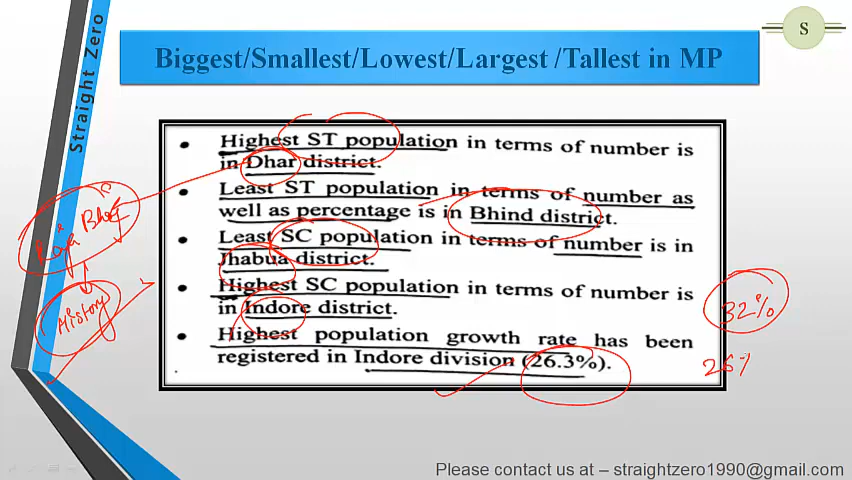 S
Straight Zero
Biggest/Smallest/Lowest/Largest /Tallest in MP
• Highest ST population in terms of number is
in Dhar district.
• Least ST population in terms of number as
well as percentage is in Bhind district.
• Least SC population in terms of number is in
Jhabua district.
• Highest SC population in terms of number is
in Indore district.
• Highest population growth rate has been
registered in Indore division (26.3%).
Raja Bhoj
History
32%
26%
Please contact us at – straightzero1990@gmail.com